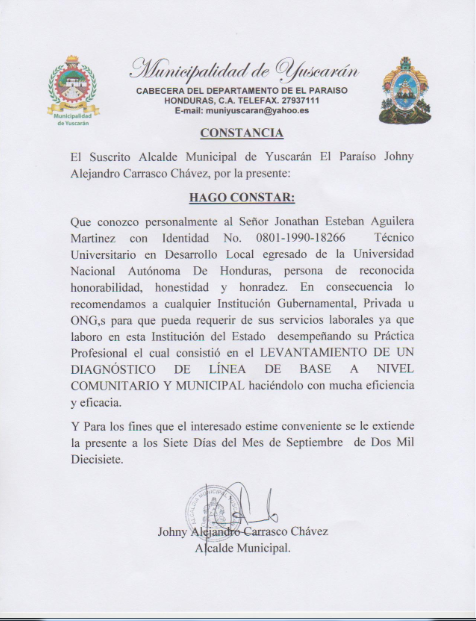 Municipalidad de Yuscarán
CABECERA DEL DEPARTAMENTO DE EL PARAISO
HONDURAS, C.A. TELEFAX. 27937111
E-mail: muniyuscaran@yahoo.es
Municipalidad
de Yuscarán
CONSTANCIA
El Suscrito Alcalde Municipal de Yuscarán El Paraíso Johny
Alejandro Carrasco Chávez, por la presente:
HAGO CONSTAR:
Que conozco personalmente al Señor Jonathan Esteban Aguilera
Martinez con Identidad No. 0801-1990-18266 Técnico
Universitario en Desarrollo Local egresado de la Universidad
Nacional Autónoma De Honduras, persona de reconocida
honorabilidad, honestidad y honradez. En consecuencia lo
recomendamos a cualquier Institución Gubernamental, Privada u
ONG,s para que pueda requerir de sus servicios laborales ya que
laboro en esta Institución del Estado desempeñando su Práctica
Profesional el cual consistió en el LEVANTAMIENTO DE UN
DIAGNÓSTICO DE LÍNEA DE BASE A NIVEL
COMUNITARIO Y MUNICIPAL haciéndolo con mucha eficiencia
y eficacia.
Y Para los fines que el interesado estime conveniente se le extiende
la presente a los Siete Días del Mes de Septiembre de Dos Mil
Diecisiete.
Johny Alejandro Carrasco Chávez
Alcalde Municipal.